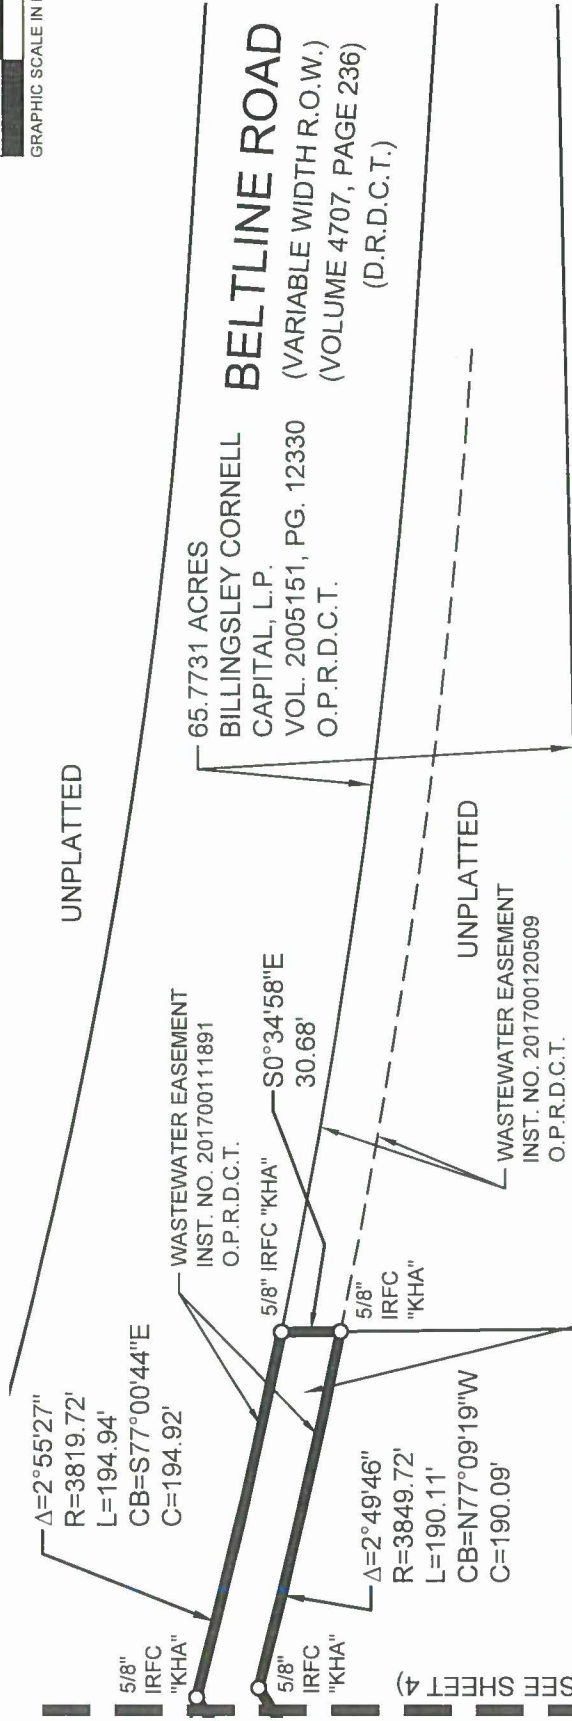 GRAPHIC SCALE IN
UNPLATTED
BELTLINE ROAD
(VARIABLE WIDTH R.O.W.)
(VOLUME 4707, PAGE 236)
(D.R.D.C.T.)
65.7731 ACRES
BILLINGSLEY CORNELL
CAPITAL, L.P.
VOL. 2005151, PG. 12330
O.P.R.D.C.T.
Δ=2°55'27"
R=3819.72'
L=194.94'
CB=S77°00'44"E
C=194.92'
WASTEWATER EASEMENT
INST. NO. 201700111891
O.P.R.D.C.T.
5/8" IRFC "KHA"
S0°34'58"E
30.68'
5/8"
IRFC
"KHA"
5/8"
IRFC
"KHA"
5/8"
IRFC
"KHA"
Δ=2°49'46"
R=3849.72'
L=190.11'
CB=N77°09'19"W
C=190.09'
UNPLATTED
WASTEWATER EASEMENT
INST. NO. 201700120509
O.P.R.D.C.T.
SEE SHEET 4)